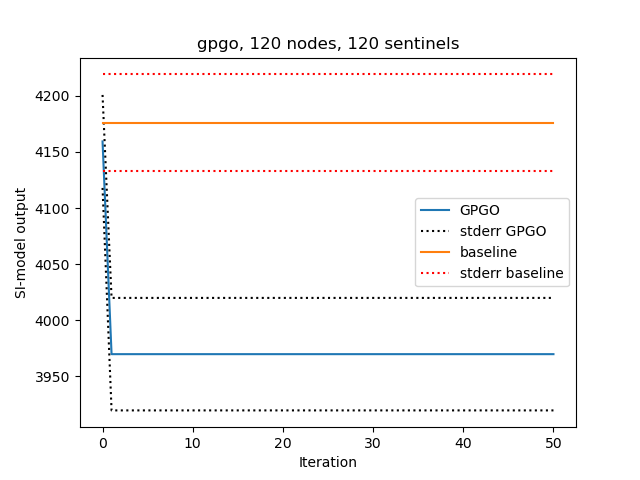 gpgo, 120 nodes, 120 sentinels
SI-model output
4200
4150
4100
4050
4000
3950
GPGO
stderr GPGO
baseline
stderr baseline
0 10 20 30 40 50
Iteration